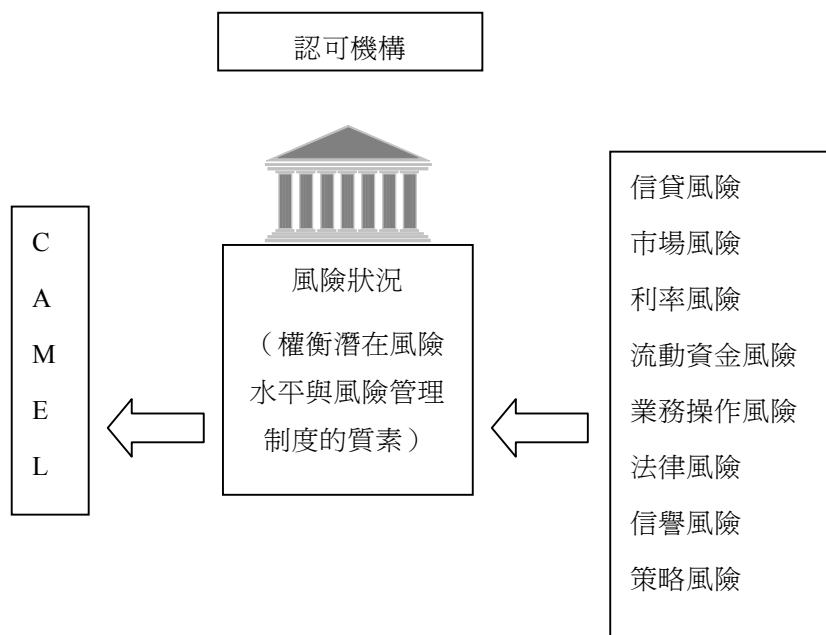 認可機構
C
A
M
E
L
風險狀況
（權衡潛在風險
水平與風險管理
制度的質素）
信貸風險
市場風險
利率風險
流動資金風險
業務操作風險
法律風險
信譽風險
策略風險